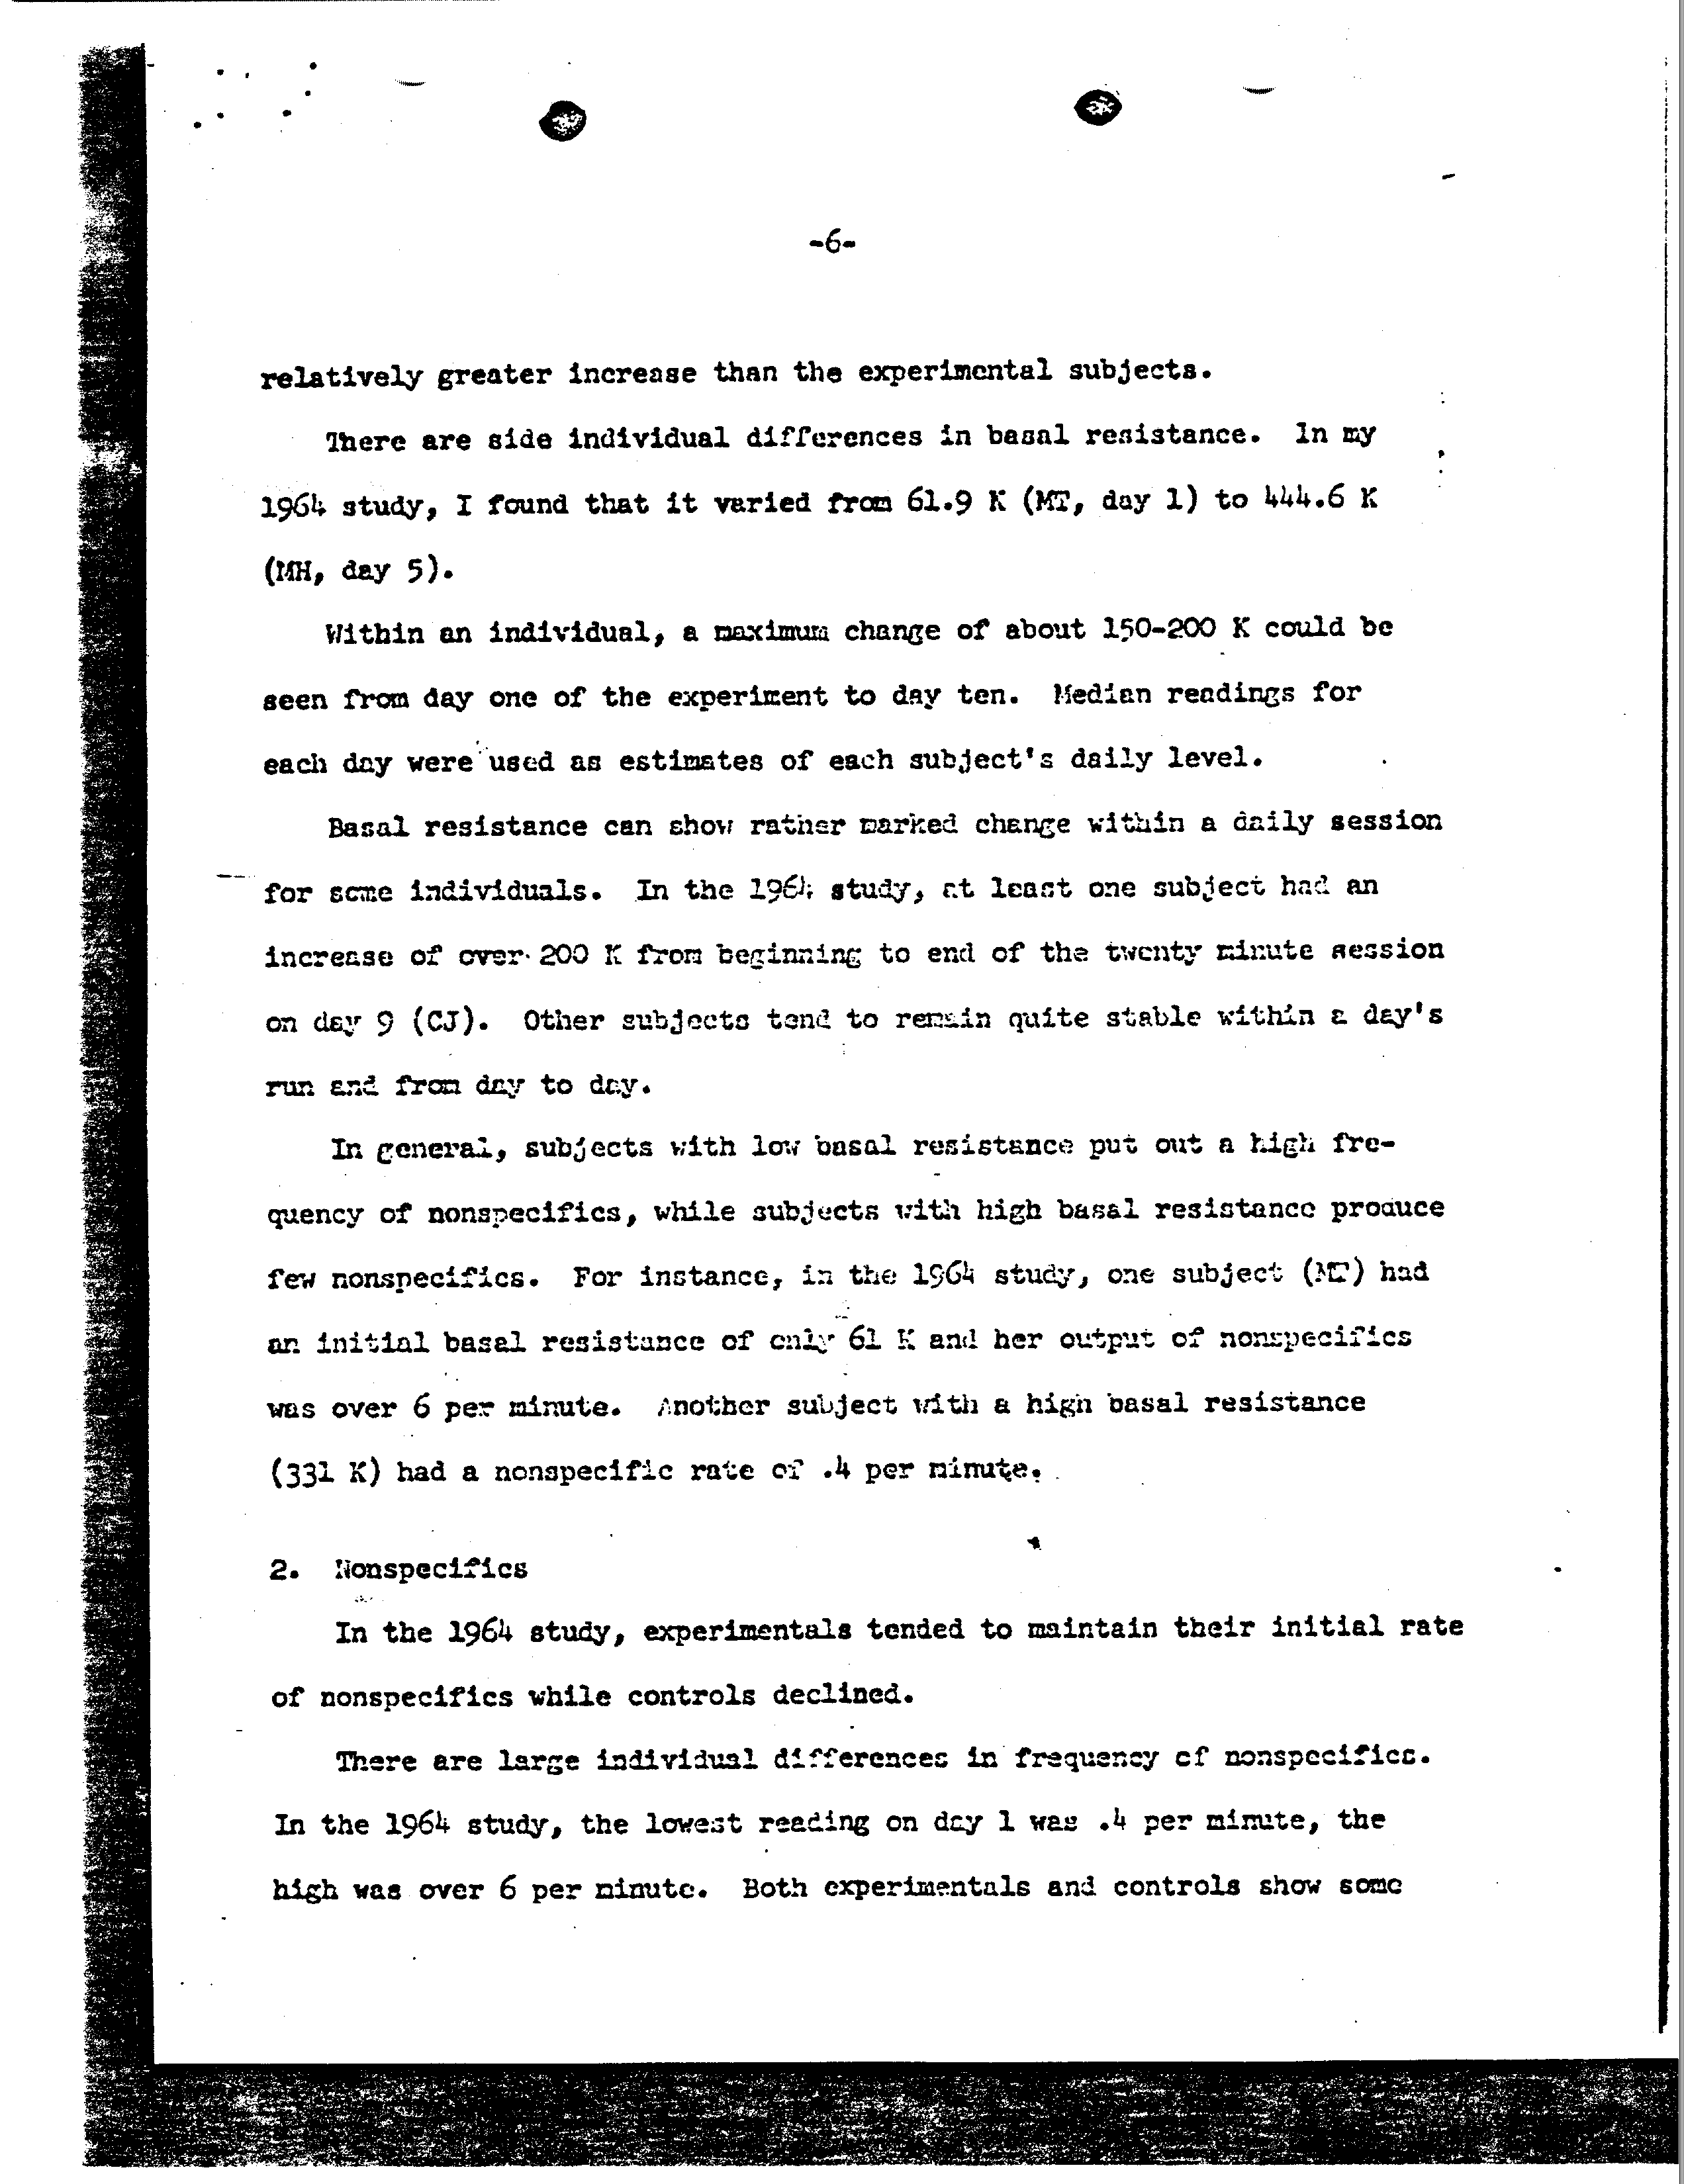 -6-
relatively greater increase than the experimental subjects.
There are side individual differences in basal resistance. In my
1964 study, I found that it varied from 61.9 K (MT, day 1) to 444.6 K
(MH, day 5).
Within an individual, a maximum change of about 150-200 K could be
seen from day one of the experiment to day ten. Median readings for
each day were used as estimates of each subject's daily level.
Basal resistance can show rather marked change within a daily session
for some individuals. In the 1964 study, at least one subject had an
increase of over 200 K from beginning to end of the twenty minute session
on day 9 (CJ). Other subjects tend to remain quite stable within a day's
run and from day to day.
In general, subjects with low basal resistance put out a high fre-
quency of nonspecifics, while subjects with high basal resistance produce
few nonspecifics. For instance, in the 1964 study, one subject (MT) had
an initial basal resistance of only 61 K and her output of nonspecifics
was over 6 per minute. Another subject with a high basal resistance
(331 K) had a nonspecific rate of .4 per minute.
2. Nonspecifics
In the 1964 study, experimentals tended to maintain their initial rate
of nonspecifics while controls declined.
There are large individual differences in frequency of nonspecifics.
In the 1964 study, the lowest reading on day 1 was .4 per minute, the
high was over 6 per minute. Both experimentals and controls show some